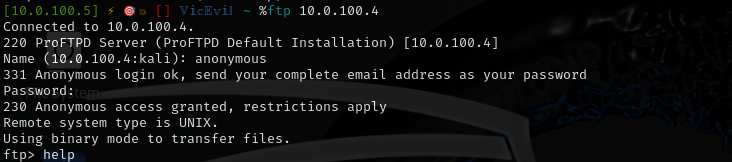 [10.0.100.5] ⚡ 🎯💥 [] VicEvil ~ %ftp 10.0.100.4
Connected to 10.0.100.4.
220 ProFTPD Server (ProFTPD Default Installation) [10.0.100.4]
Name (10.0.100.4:kali): anonymous
331 Anonymous login ok, send your complete email address as your password
Password:
230 Anonymous access granted, restrictions apply
Remote system type is UNIX.
Using binary mode to transfer files.
ftp> help